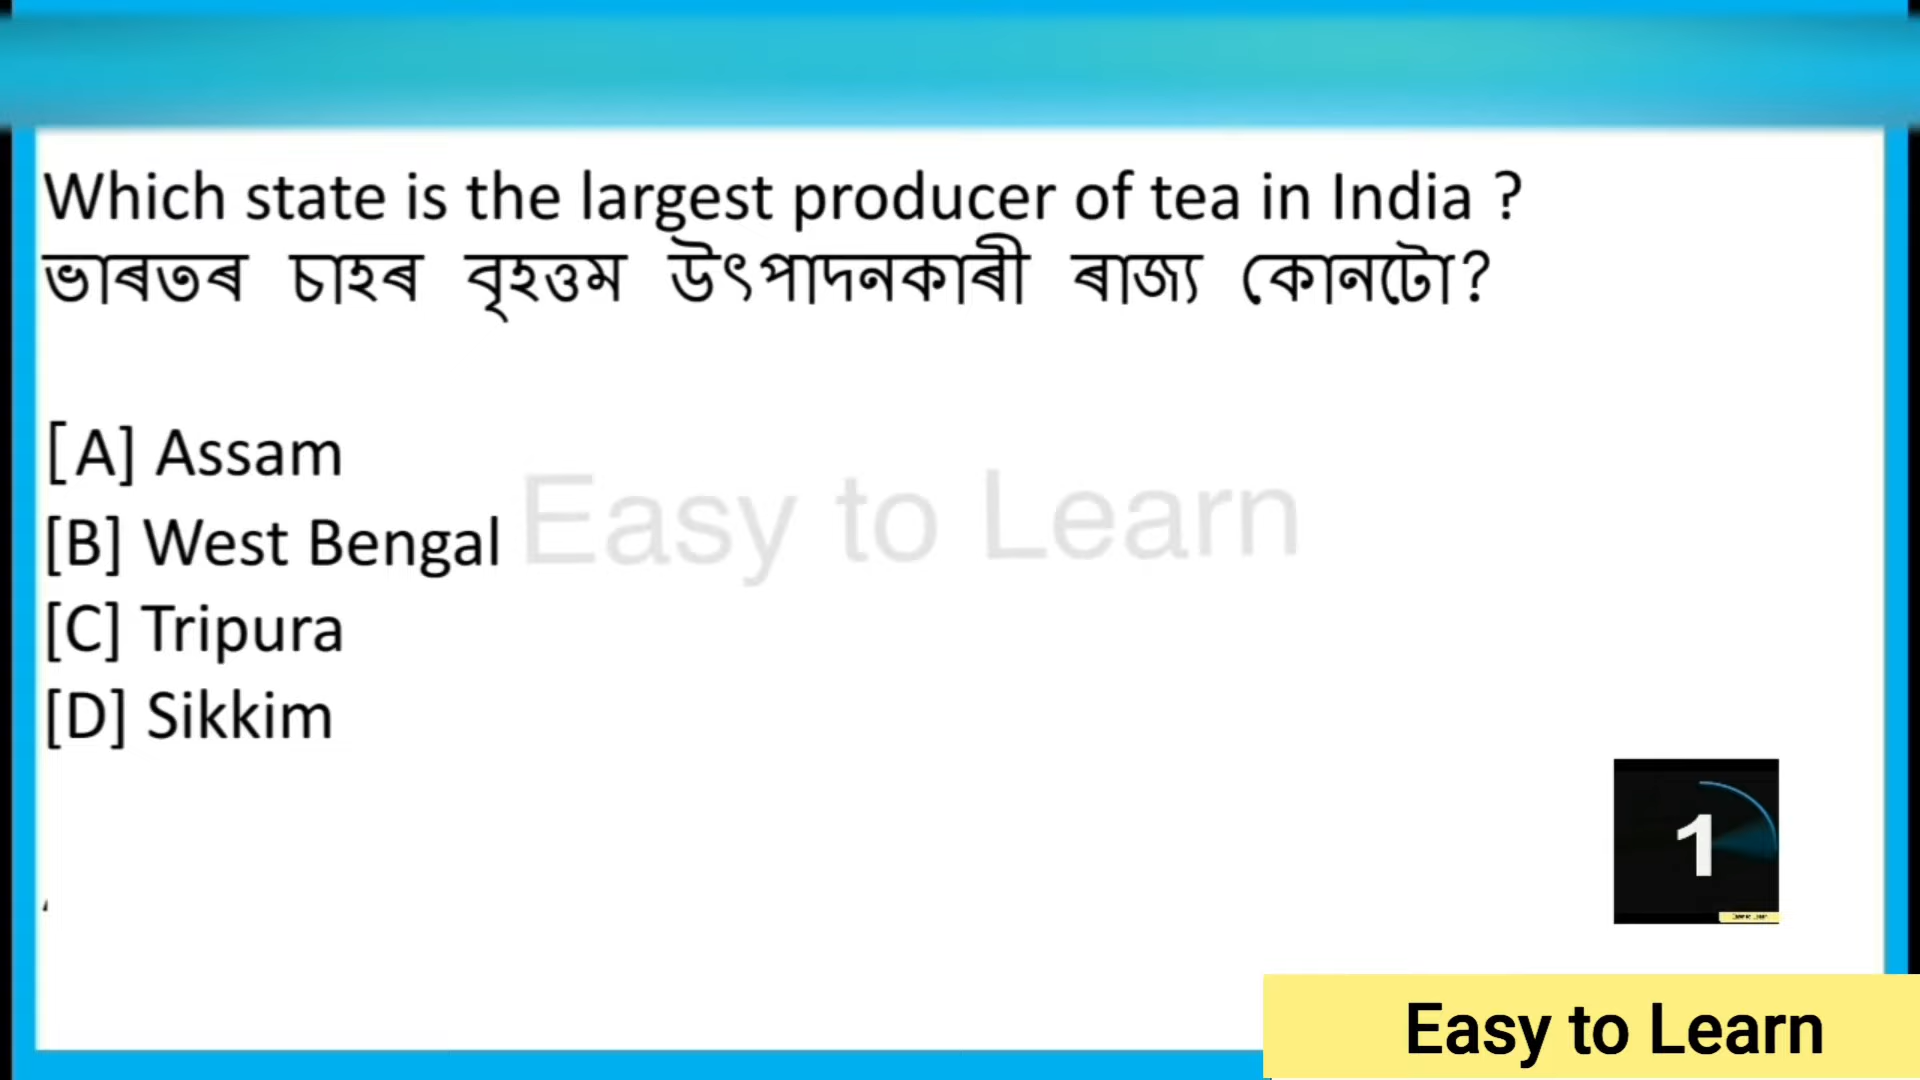 Which state is the largest producer of tea in India ?
ভাৰতৰ চাহৰ বৃহত্তম উৎপাদনকাৰী ৰাজ্য কোনটো?
[A] Assam
[B] West Bengal
[C] Tripura
[D] Sikkim
Easy to Learn
1
Easy to Learn